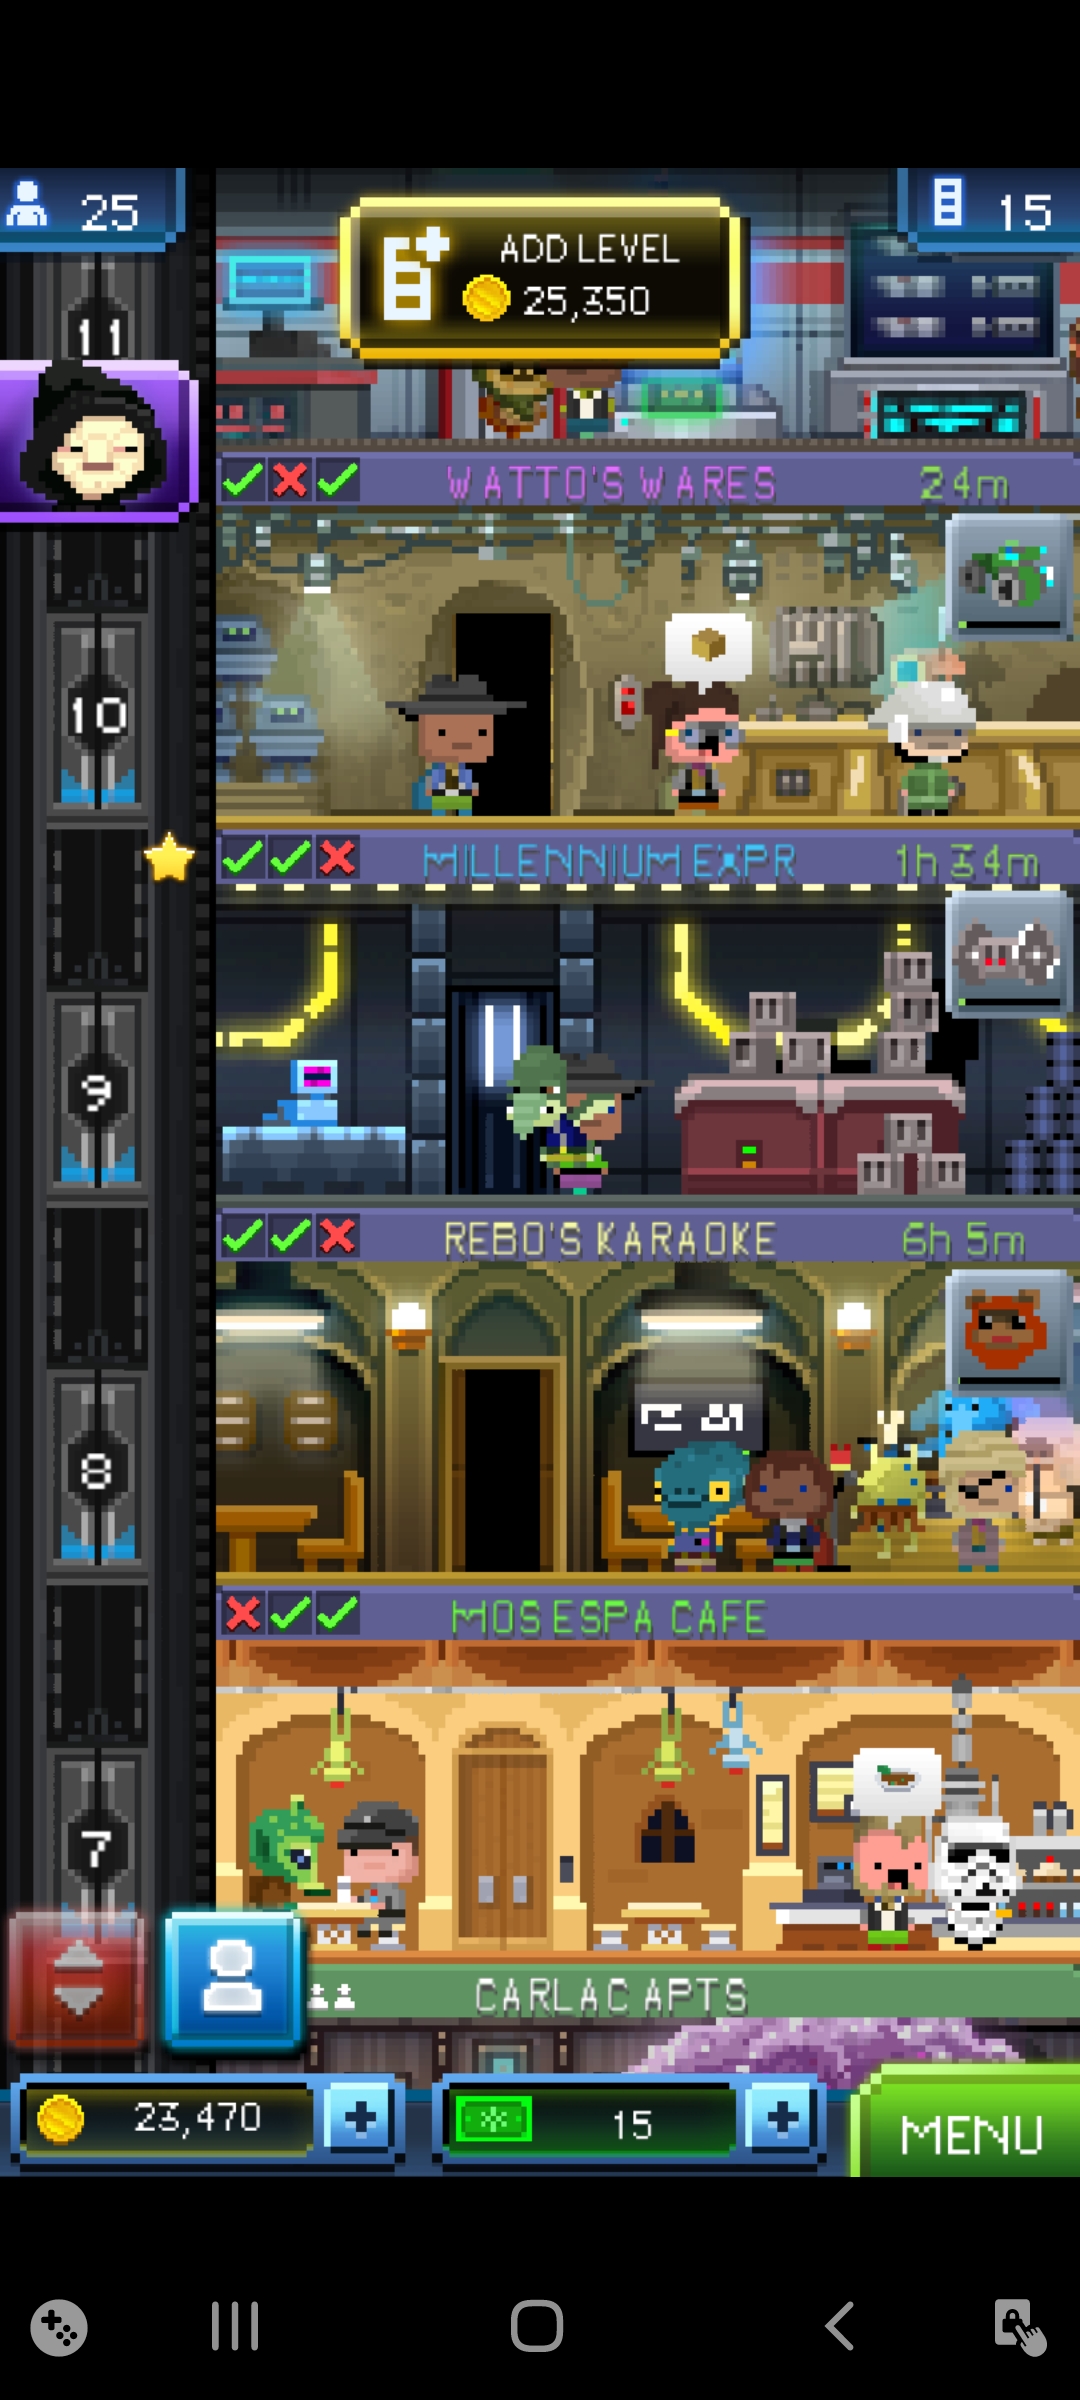 25
ADD LEVEL
25,350
15
11
WATTO'S WARES
24m
10
MILLENNIUM EXPR
1h 34m
9
REBO'S KARAOKE
6h 5m
8
MOS ESPA CAFE
7
CARLAC APTS
23,470
15
MENU